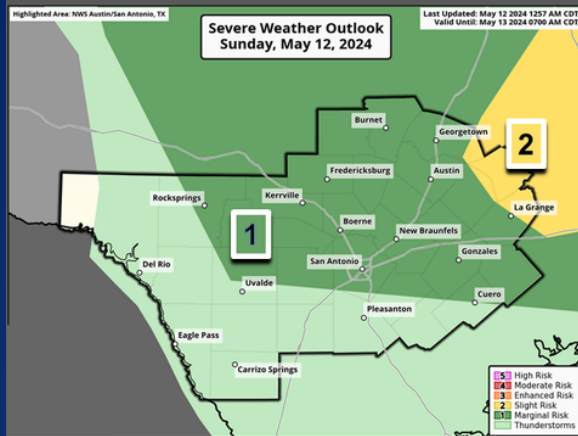 Highlighted Area: NWS Austin/San Antonio, TX
Severe Weather Outlook
Sunday, May 12, 2024
Last Updated: May 12 2024 1257 AM CDT
Valid Until: May 13 2024 0700 AM CDT
Burnet
Georgetown
2
Fredericksburg
Austin
Rocksprings
Kerrville
La Grange
1
Boerne
New Braunfels
San Antonio
Gonzales
Del Rio
Uvalde
Cuero
Pleasanton
Eagle Pass
Carrizo Springs
5 High Risk
4 Moderate Risk
3 Enhanced Risk
2 Slight Risk
1 Marginal Risk
Thunderstorms